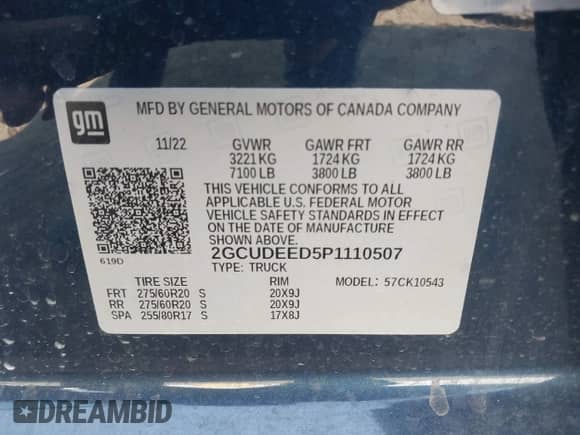 gm
MFD BY GENERAL MOTORS OF CANADA COMPANY
11/22 GVWR GAWR FRT GAWR RR
3221 KG 1724 KG 1724 KG
7100 LB 3800 LB 3800 LB
THIS VEHICLE CONFORMS TO ALL
APPLICABLE U.S. FEDERAL MOTOR
VEHICLE SAFETY STANDARDS IN EFFECT
ON THE DATE OF MANUFACTURE
SHOWN ABOVE.
2GCUDEED5P1110507
619D
TYPE: TRUCK
TIRE SIZE RIM MODEL: 57CK10543
FRT 275/60R20 S 20X9J
RR 275/60R20 S 20X9J
SPA 255/80R17 S 17X8J
DREAMBID